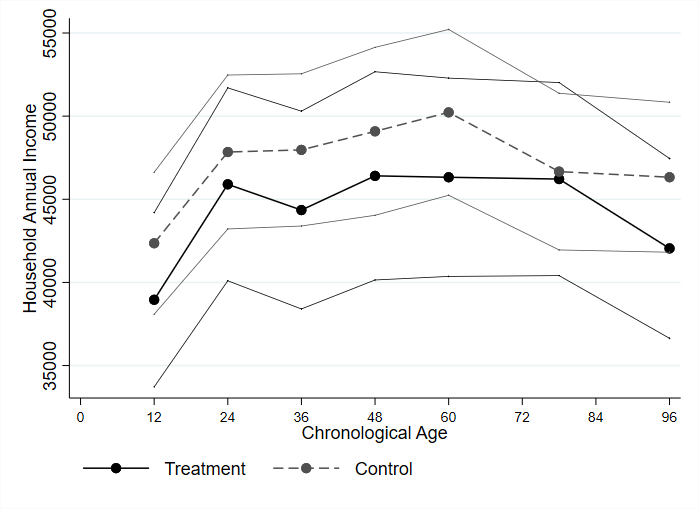 Household Annual Income
55000
50000
45000
40000
35000
0 12 24 36 48 60 72 84 96
Chronological Age
Treatment Control